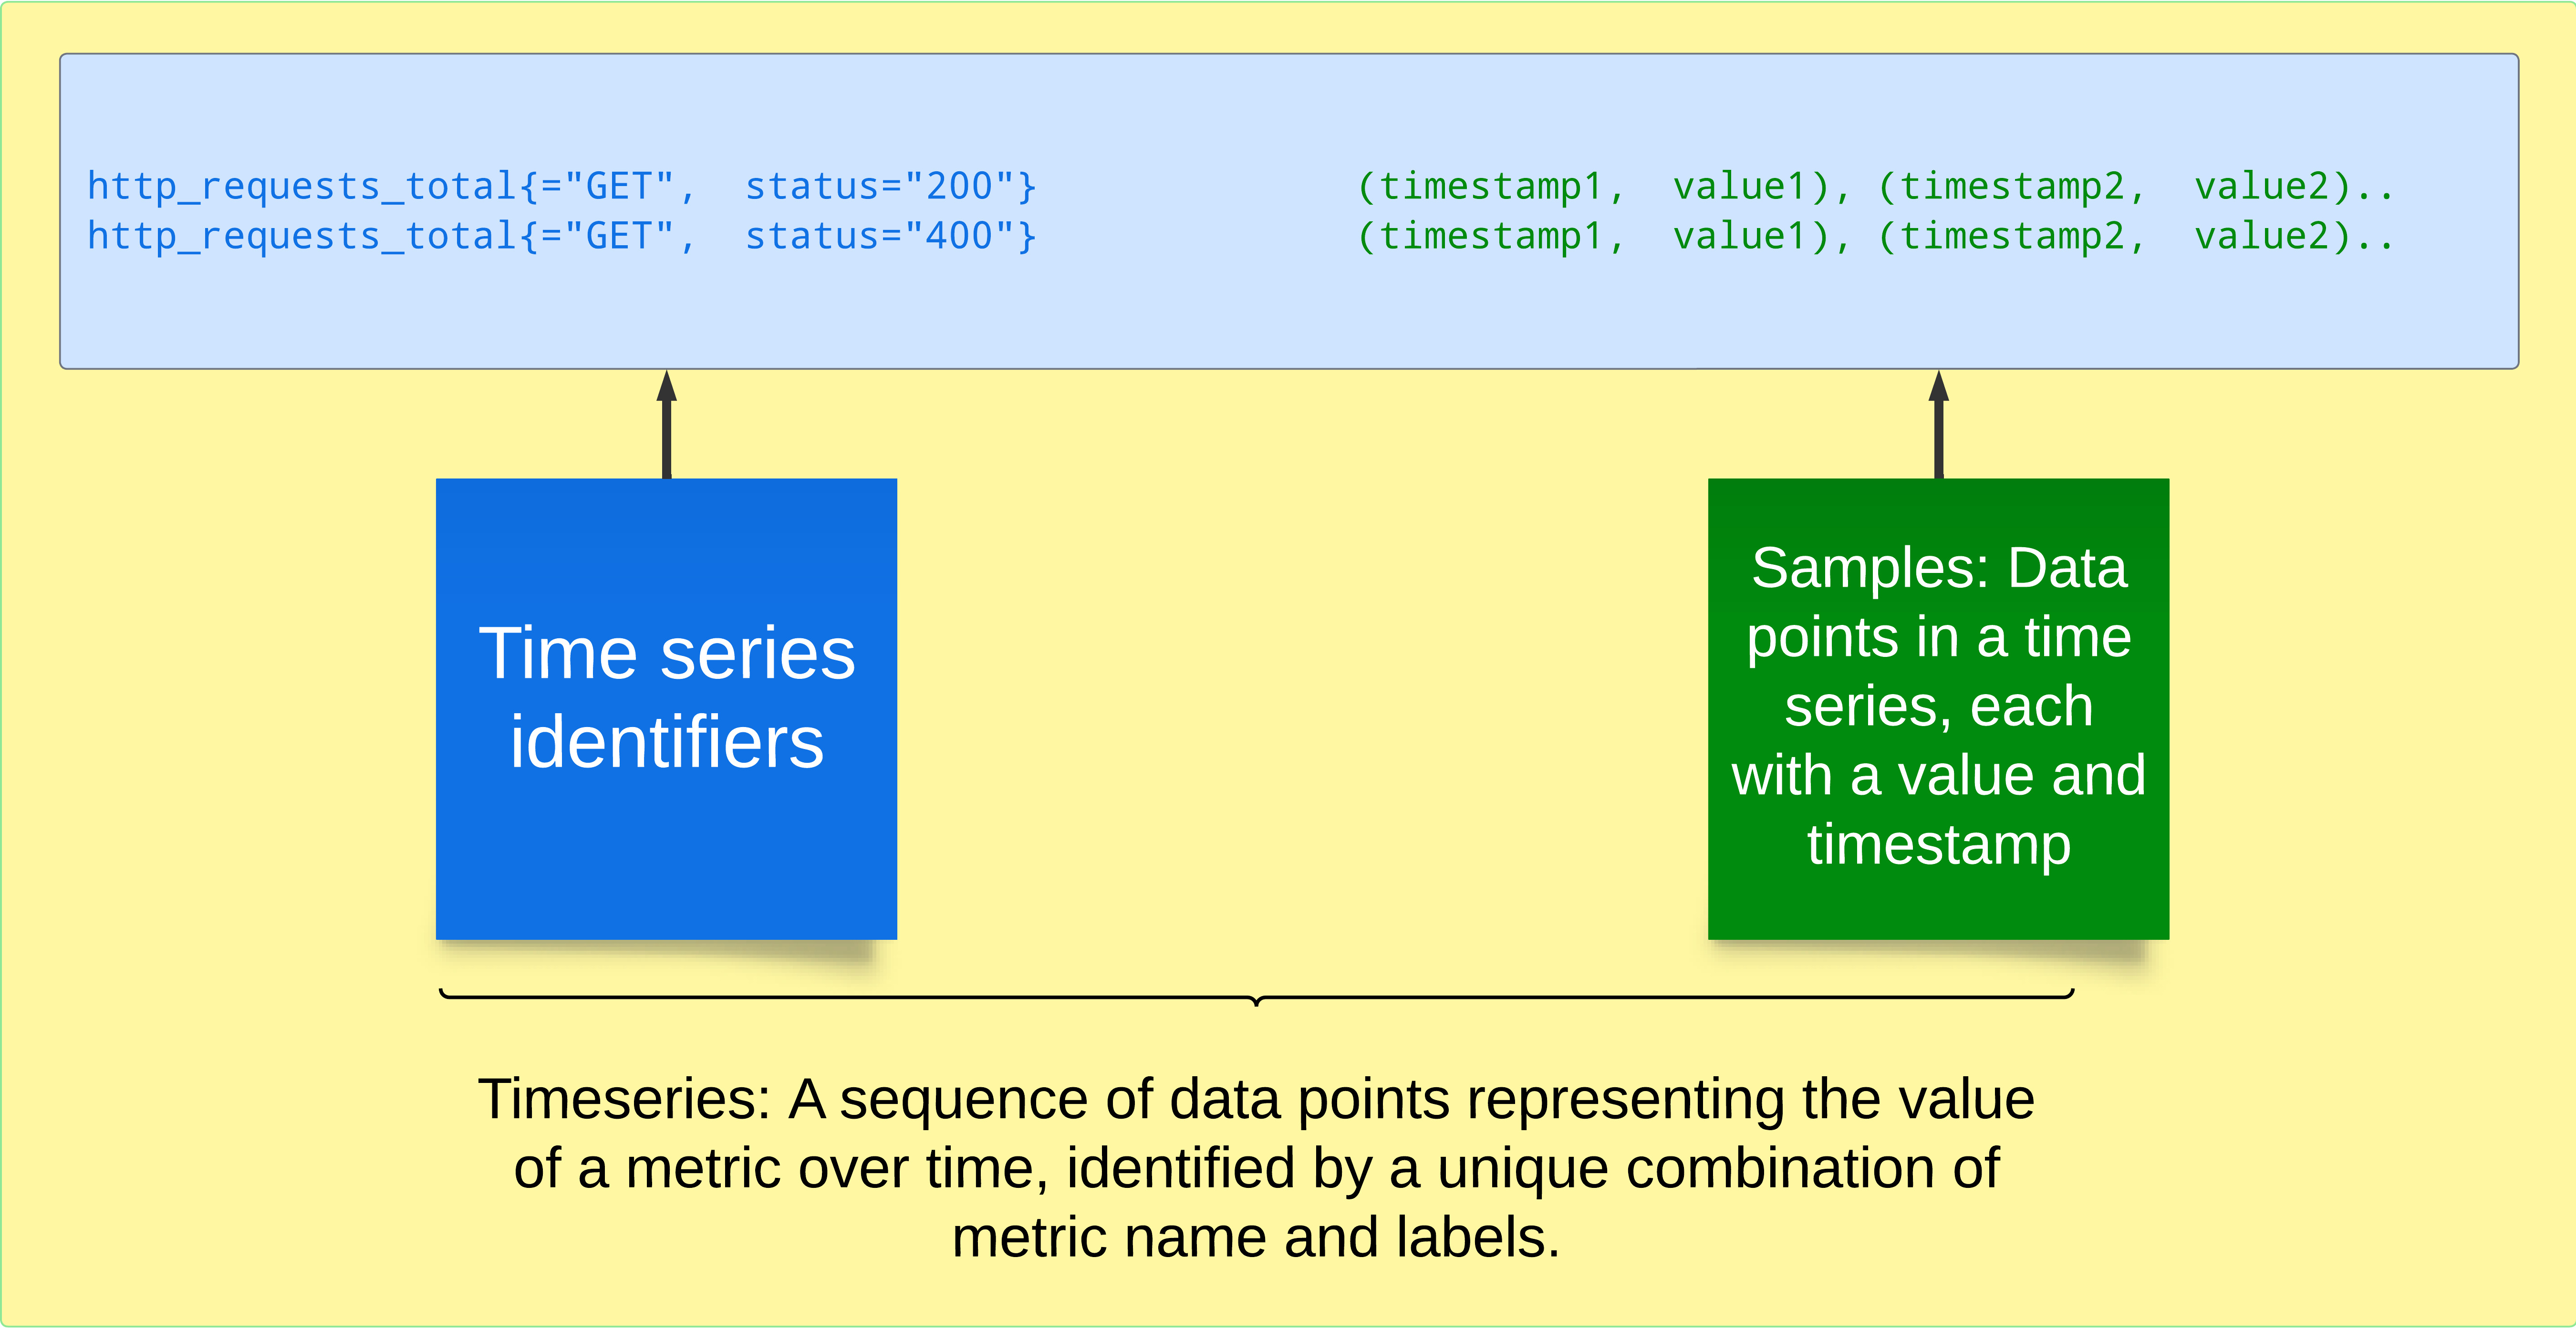 http_requests_total{="GET",  status="200"}    (timestamp1,  value1), (timestamp2,  value2)..
http_requests_total{="GET",  status="400"}    (timestamp1,  value1), (timestamp2,  value2)..
Time series
identifiers
Samples: Data
points in a time
series, each
with a value and
timestamp
Timeseries: A sequence of data points representing the value
of a metric over time, identified by a unique combination of
metric name and labels.